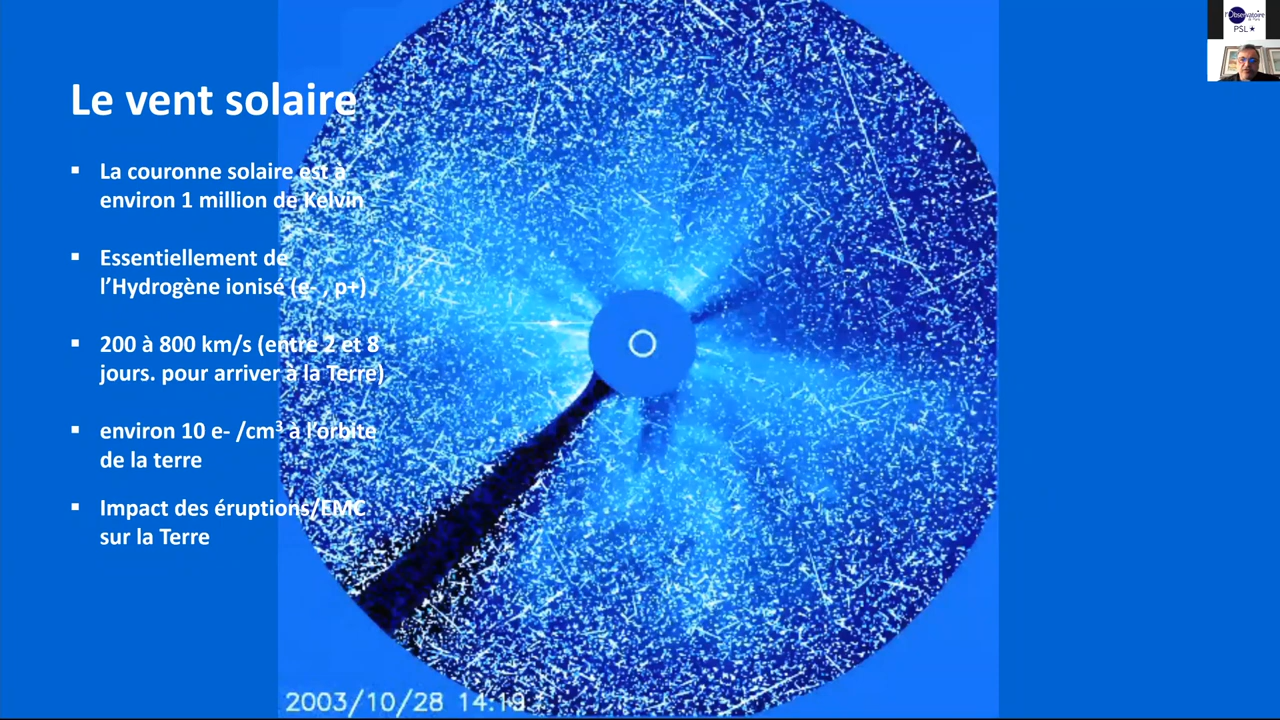 Le vent solaire
▪ La couronne solaire est à
environ 1 million de Kelvin
▪ Essentiellement de
l’Hydrogène ionisé (e- , p+)
▪ 200 à 800 km/s (entre 2 et 8
jours. pour arriver à la Terre)
▪ environ 10 e- /cm³ à l’orbite
de la terre
▪ Impact des éruptions/EMC
sur la Terre
2003/10/28 14:19
l'Observatoire
PSL★